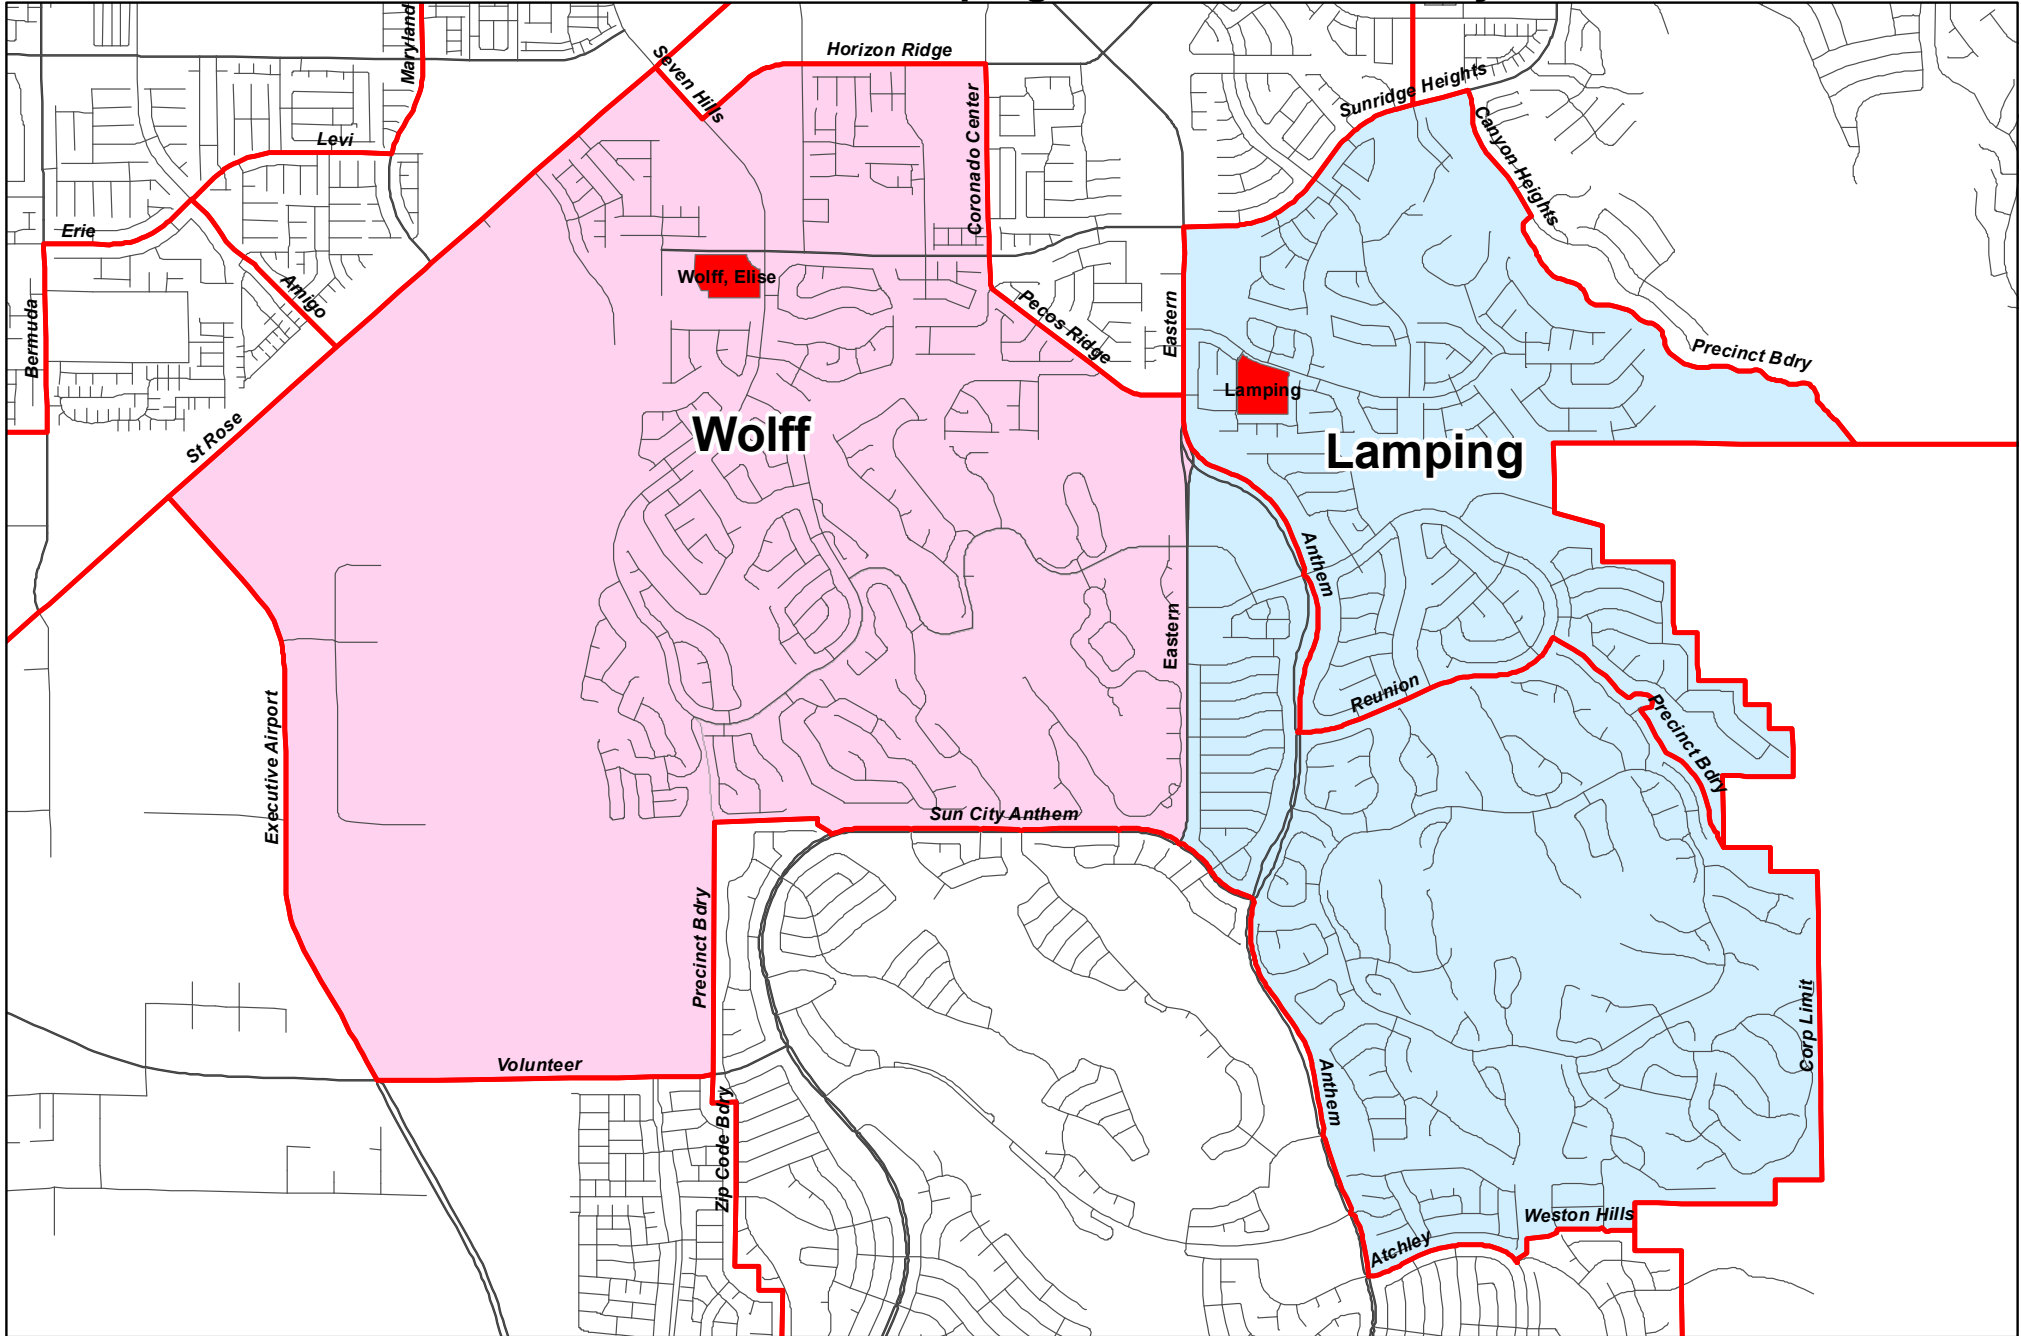 Maryland
Seven Hills
Horizon Ridge
Sunridge Heights
Levi
Coronado Center
Canyon Heights
Erie
Amigo
Wolff, Elise
Bermuda
Pecos Ridge
Eastern
Precinct Bdry
Lamping
St Rose
Wolff
Lamping
Anthem
Eastern
Reunion
Precinct Bdry
Executive Airport
Sun City Anthem
Precinct Bdry
Corp Limit
Volunteer
Anthem
Zip Code Bdry
Weston Hills
Atchley